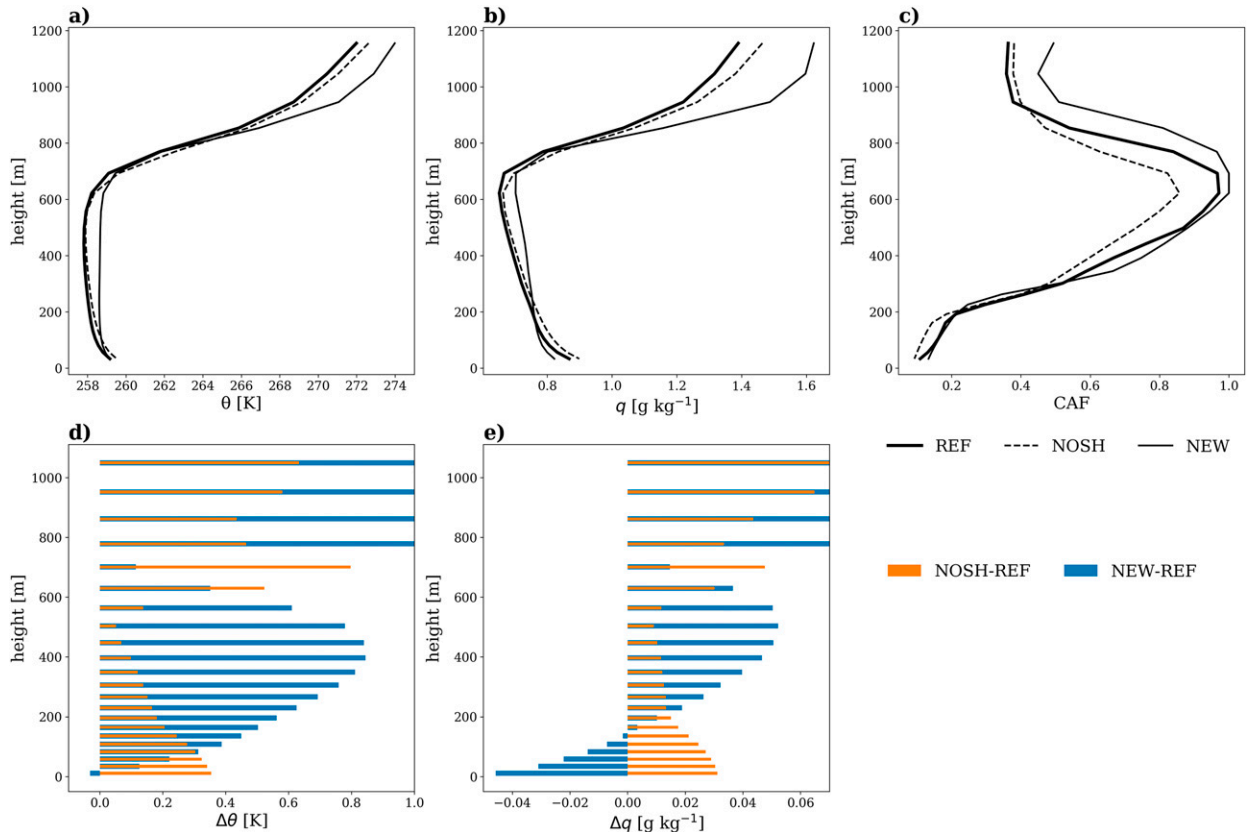 a)
b)
c)
1200
1000
800
600
400
200
0
height [m]
258 260 262 264 266 268 270 272 274
θ [K]
1200
1000
800
600
400
200
0
height [m]
0.8 1.0 1.2 1.4 1.6
q [g kg⁻¹]
1200
1000
800
600
400
200
0
height [m]
0.2 0.4 0.6 0.8 1.0
CAF
d)
e)
REF NOSH NEW
NOSH-REF NEW-REF
1000
800
600
400
200
0
height [m]
0.0 0.2 0.4 0.6 0.8 1.0
Δθ [K]
1000
800
600
400
200
0
height [m]
−0.04 −0.02 0.00 0.02 0.04 0.06
Δq [g kg⁻¹]